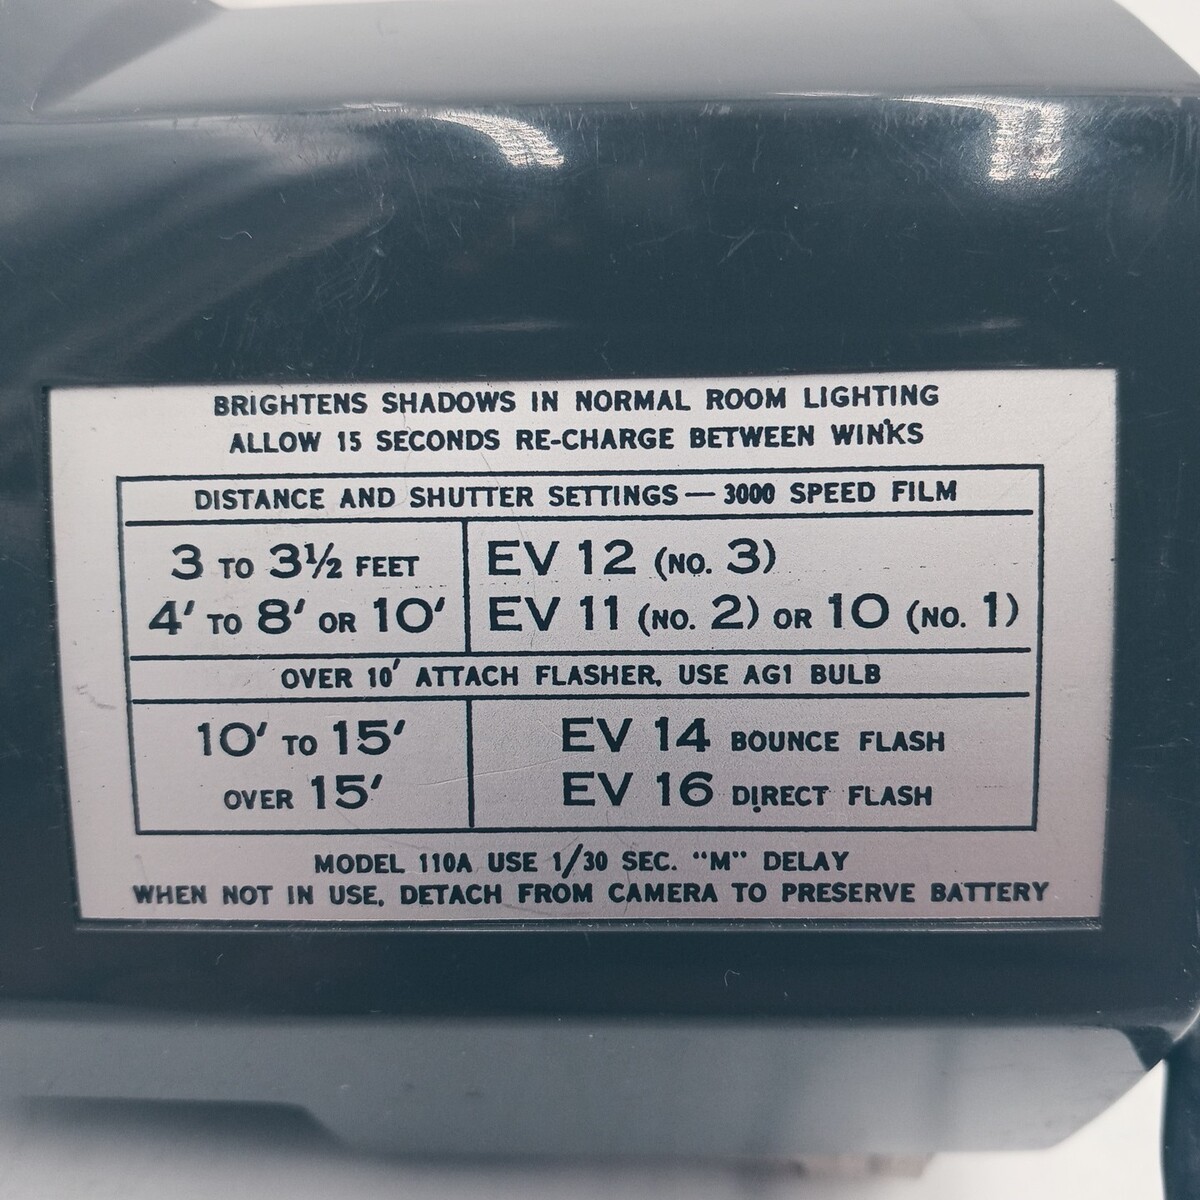 BRIGHTENS SHADOWS IN NORMAL ROOM LIGHTING
ALLOW 15 SECONDS RE-CHARGE BETWEEN WINKS
DISTANCE AND SHUTTER SETTINGS — 3000 SPEED FILM
3 TO 3½ FEET EV 12 (NO. 3)
4' TO 8' OR 10' EV 11 (NO. 2) OR 10 (NO. 1)
OVER 10' ATTACH FLASHER, USE AG1 BULB
10' TO 15' EV 14 BOUNCE FLASH
OVER 15' EV 16 DIRECT FLASH
MODEL 110A USE 1/30 SEC. "M" DELAY
WHEN NOT IN USE, DETACH FROM CAMERA TO PRESERVE BATTERY